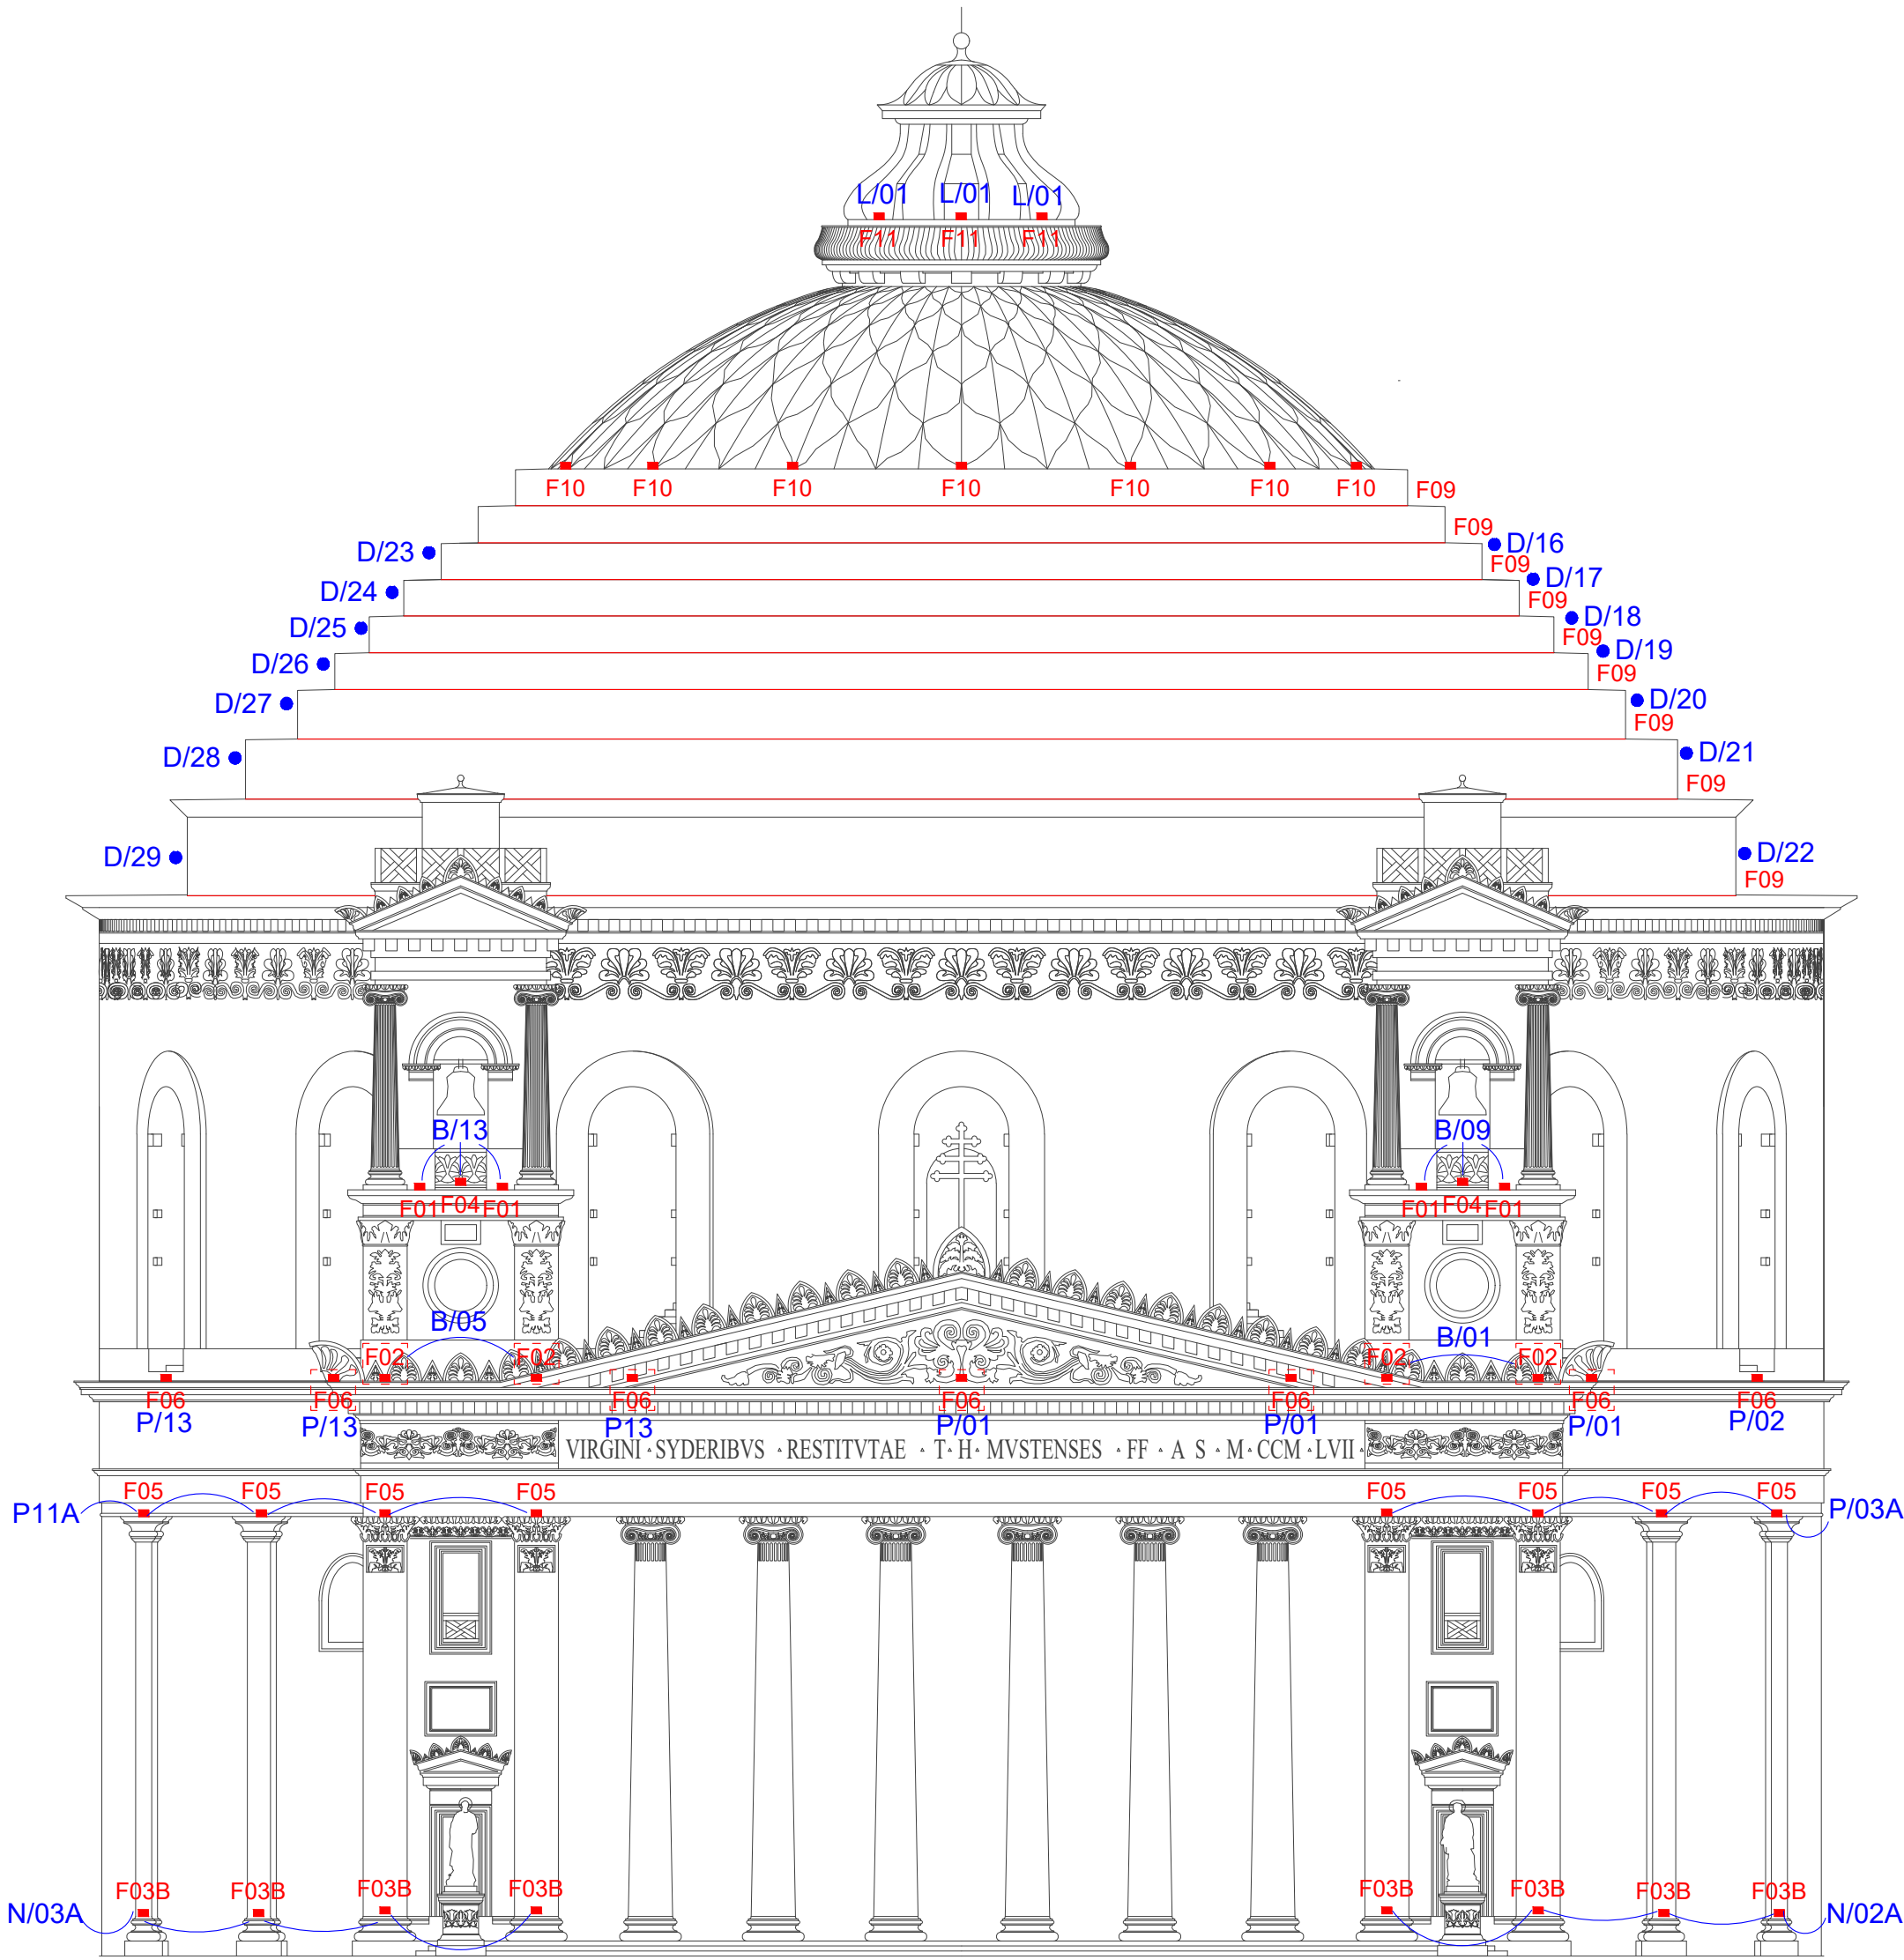 L/01 L/01 L/01
F11 F11 F11
F10 F10 F10 F10 F10 F10 F10 F09
F09
D/23 D/16
F09
D/24 D/17
F09
D/25 D/18
F09
D/26 D/19
F09
D/27 D/20
F09
D/28 D/21
F09
D/29 D/22
F09
B/13 B/09
F01 F04 F01 F01 F04 F01
B/05 B/01
F02 F02 F02 F02
F06 F06 F06 F06 F06 F06 F06
P/13 P/13 P13 P/01 P/01 P/01 P/02
VIRGINI · SYDERIBVS · RESTITVTAE · T · H · MVSTENSES · FF · A S · M · CCM · LVII ·
F05 F05 F05 F05 F05 F05 F05 F05
P11A P/03A
F03B F03B F03B F03B F03B F03B F03B F03B
N/03A N/02A